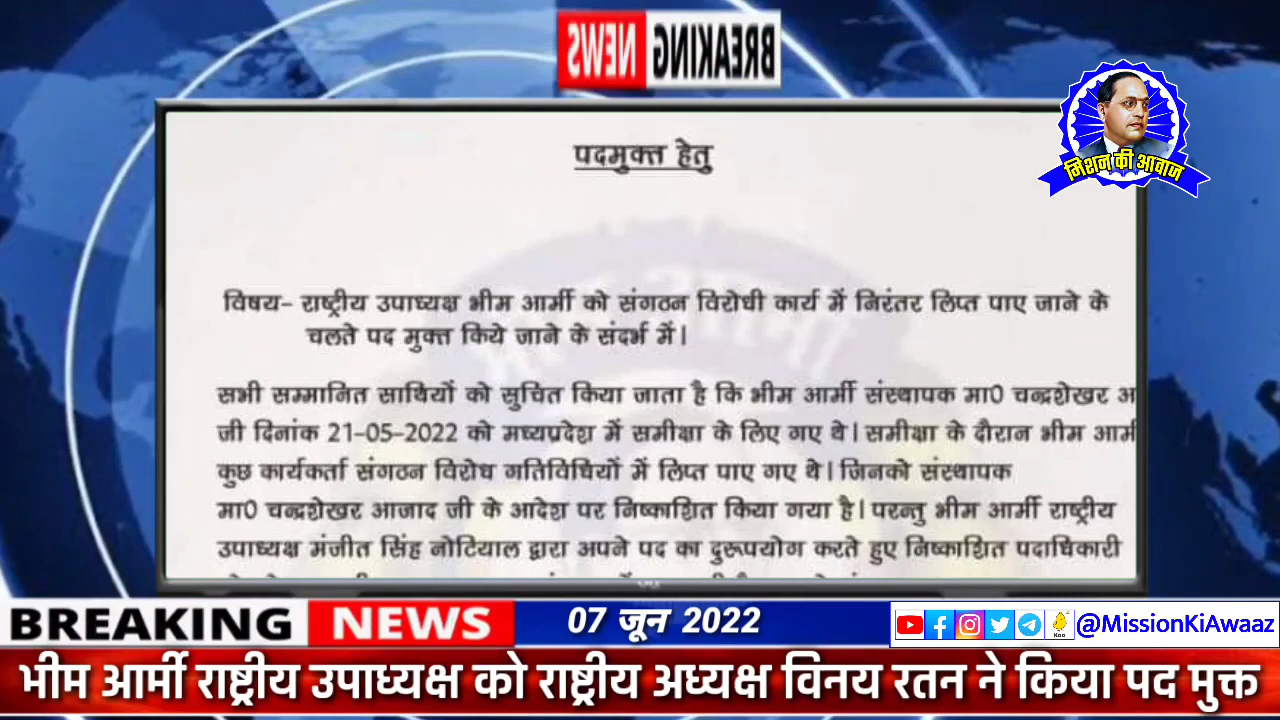 BREAKING NEWS
मिशन की आवाज
पदमुक्त हेतु
विषय- राष्ट्रीय उपाध्यक्ष भीम आर्मी को संगठन विरोधी कार्य में निरंतर लिप्त पाए जाने के
चलते पद मुक्त किये जाने के संदर्भ में।
सभी सम्मानित साथियों को सुचित किया जाता है कि भीम आर्मी संस्थापक मा0 चन्द्रशेखर अ
जी दिनांक 21-05-2022 को मध्यप्रदेश में समीक्षा के लिए गए थे। समीक्षा के दौरान भीम आर्म
कुछ कार्यकर्ता संगठन विरोध गतिविधियों में लिप्त पाए गए थे। जिनको संस्थापक
मा0 चन्द्रशेखर आजाद जी के आदेश पर निष्काशित किया गया है। परन्तु भीम आर्मी राष्ट्रीय
उपाध्यक्ष मंजीत सिंह नोटियाल द्वारा अपने पद का दुरूपयोग करते हुए निष्काशित पदाधिकारी
BREAKING NEWS 07 जून 2022 Koo @MissionKiAwaaz
भीम आर्मी राष्ट्रीय उपाध्यक्ष को राष्ट्रीय अध्यक्ष विनय रतन ने किया पद मुक्त